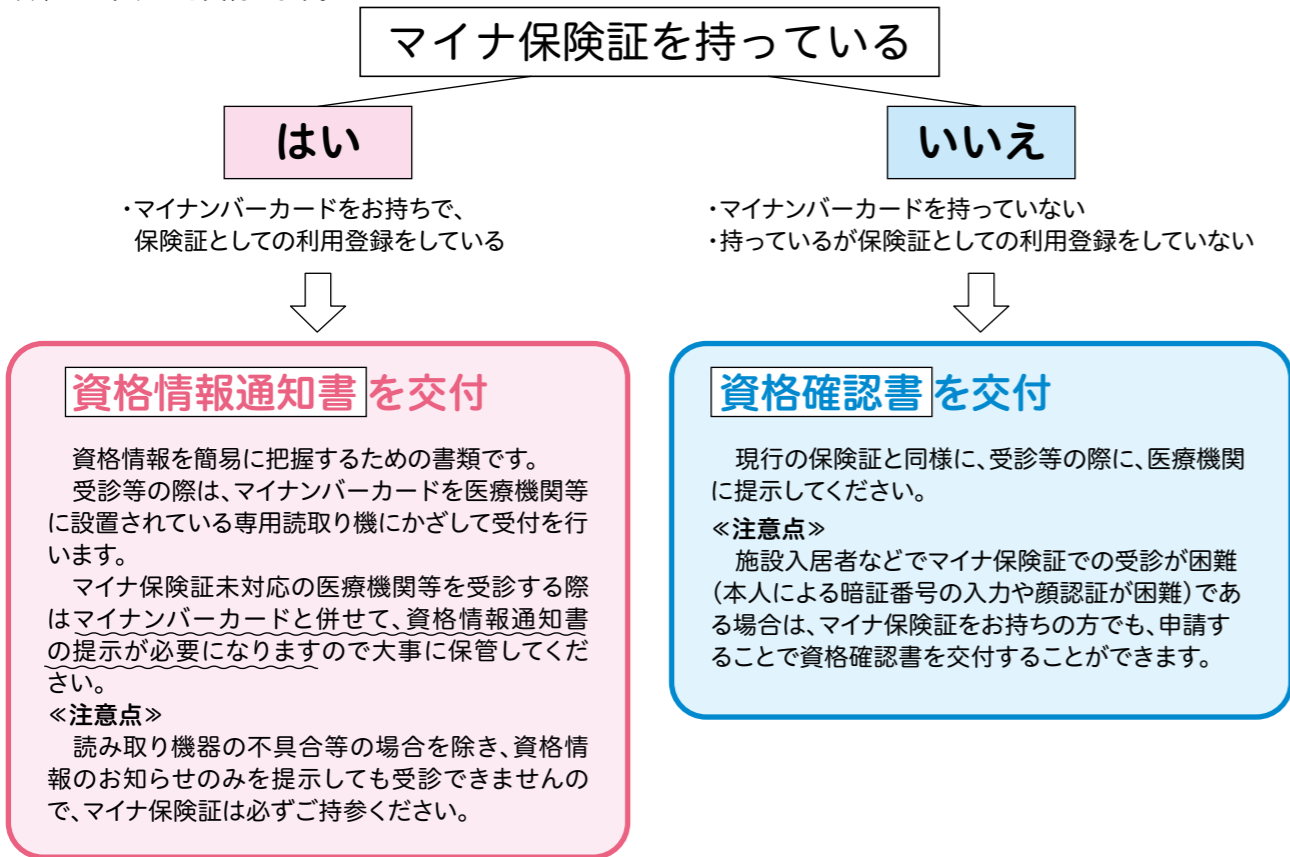 マイナ保険証を持っている
はい
・マイナンバーカードをお持ちで、
保険証としての利用登録をしている
資格情報通知書を交付
資格情報を簡易に把握するための書類です。
受診等の際は、マイナンバーカードを医療機関等
に設置されている専用読取り機にかざして受付を行
います。
マイナ保険証未対応の医療機関等を受診する際
はマイナンバーカードと併せて、資格情報通知書
の提示が必要になりますので大事に保管してくだ
さい。
≪注意点≫
読み取り機器の不具合等の場合を除き、資格情
報のお知らせのみを提示しても受診できませんの
で、マイナ保険証は必ずご持参ください。
いいえ
・マイナンバーカードを持っていない
・持っているが保険証としての利用登録をしていない
資格確認書を交付
現行の保険証と同様に、受診等の際に、医療機関
に提示してください。
≪注意点≫
施設入居者などでマイナ保険証での受診が困難
(本人による暗証番号の入力や顔認証が困難)であ
る場合は、マイナ保険証をお持ちの方でも、申請す
ることで資格確認書を交付することができます。